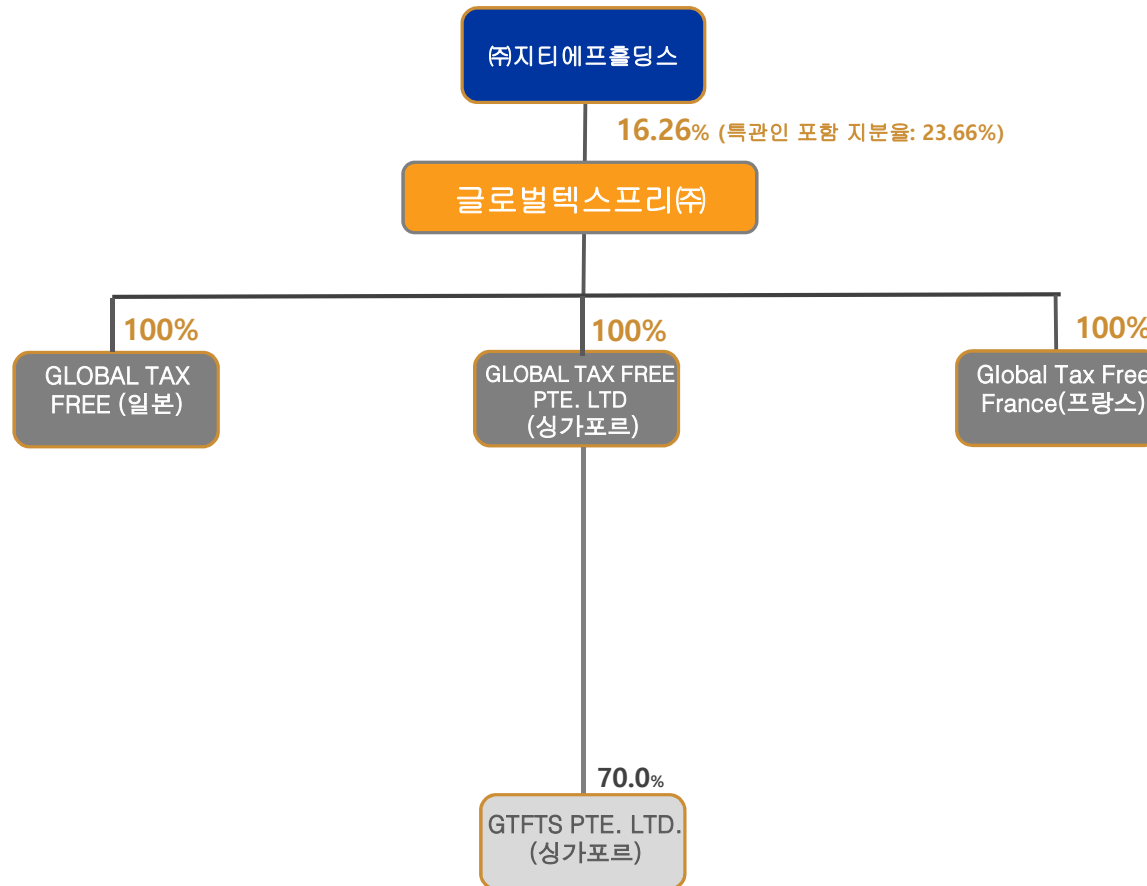 ㈜지티에프홀딩스
16.26% (특관인 포함 지분율: 23.66%)
글로벌텍스프리㈜
100%
100%
100%
GLOBAL TAX
FREE (일본)
GLOBAL TAX FREE
PTE. LTD
(싱가포르)
Global Tax Free
France(프랑스)
70.0%
GTFTS PTE. LTD.
(싱가포르)